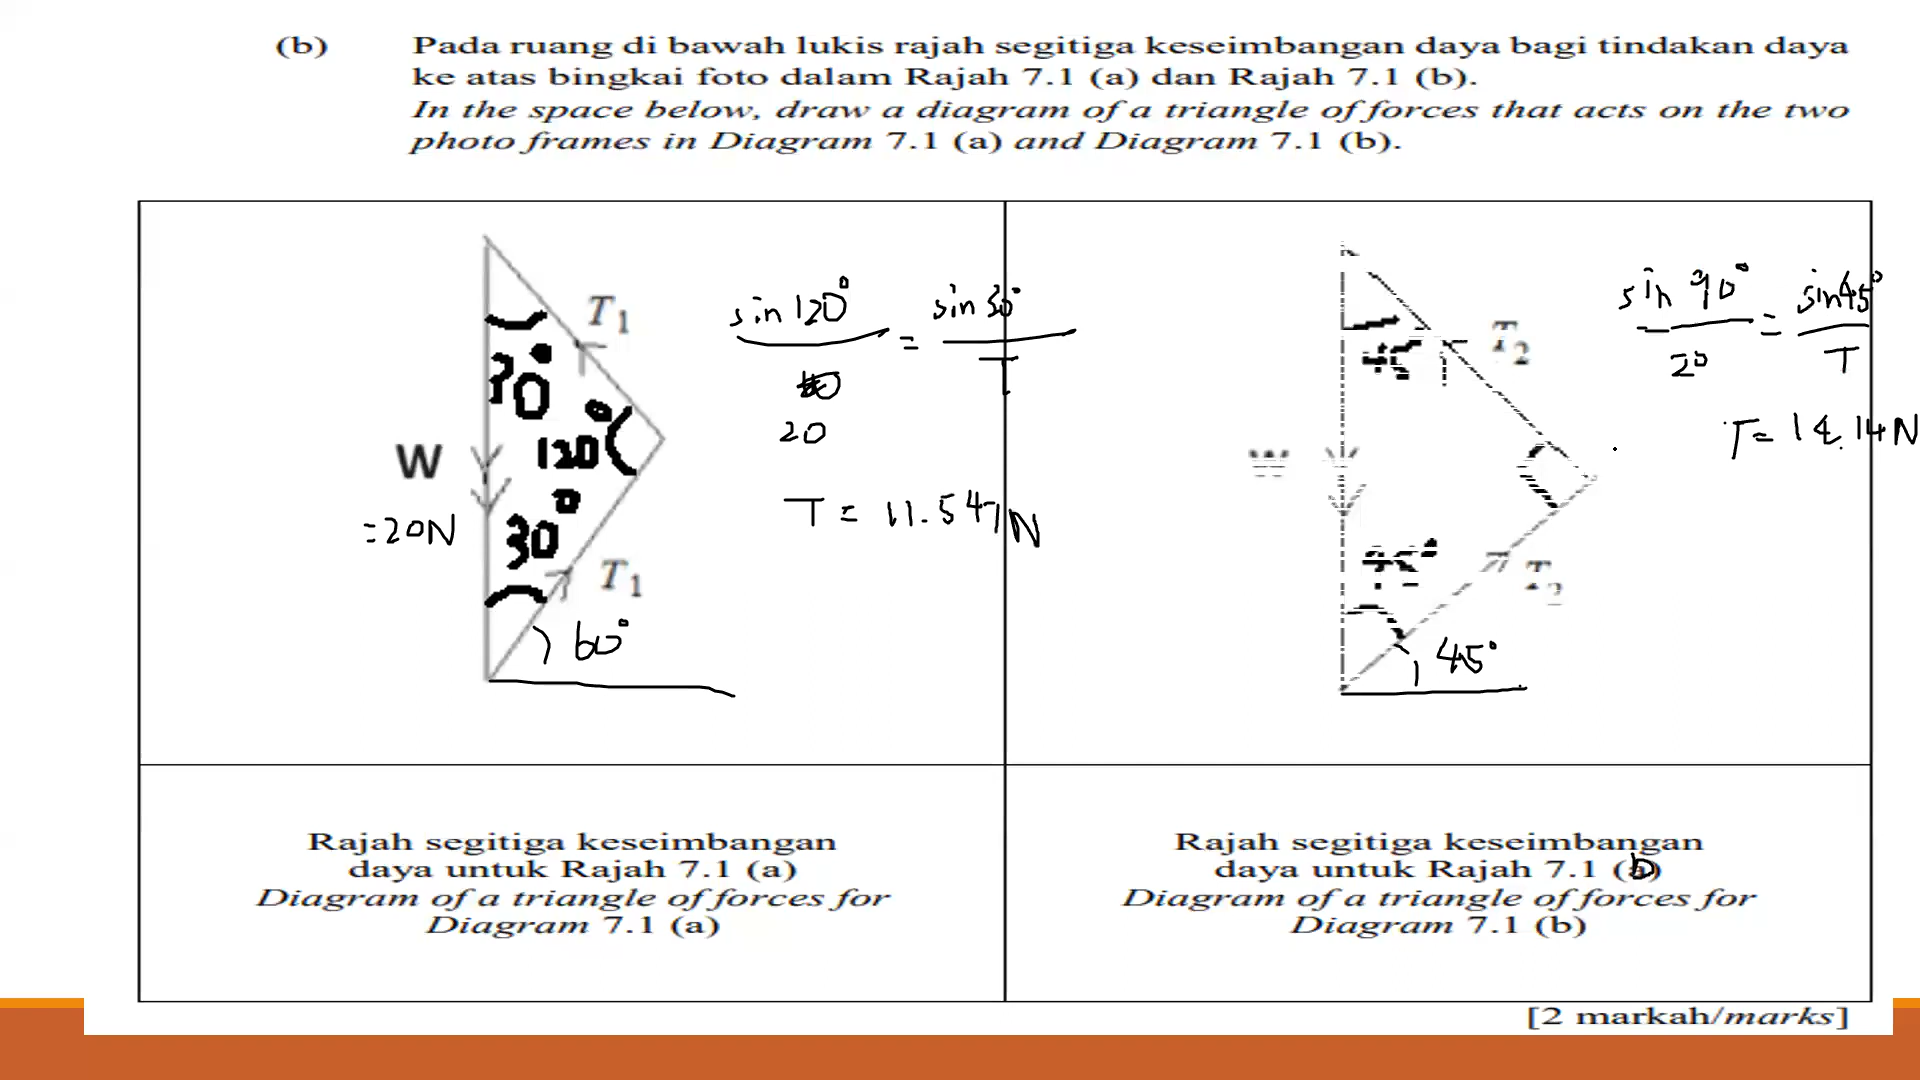 (b) Pada ruang di bawah lukis rajah segitiga keseimbangan daya bagi tindakan daya
ke atas bingkai foto dalam Rajah 7.1 (a) dan Rajah 7.1 (b).
In the space below, draw a diagram of a triangle of forces that acts on the two
photo frames in Diagram 7.1 (a) and Diagram 7.1 (b).
T1
30°
120°
W
=20N
30°
T1
60°
sin 120° = sin 30°
20 T
T = 11.547 N
T2
45°
W
45°
T2
45°
sin 90° = sin 45°
20 T
T = 14.14 N
Rajah segitiga keseimbangan
daya untuk Rajah 7.1 (a)
Diagram of a triangle of forces for
Diagram 7.1 (a)
Rajah segitiga keseimbangan
daya untuk Rajah 7.1 (b)
Diagram of a triangle of forces for
Diagram 7.1 (b)
[2 markah/marks]